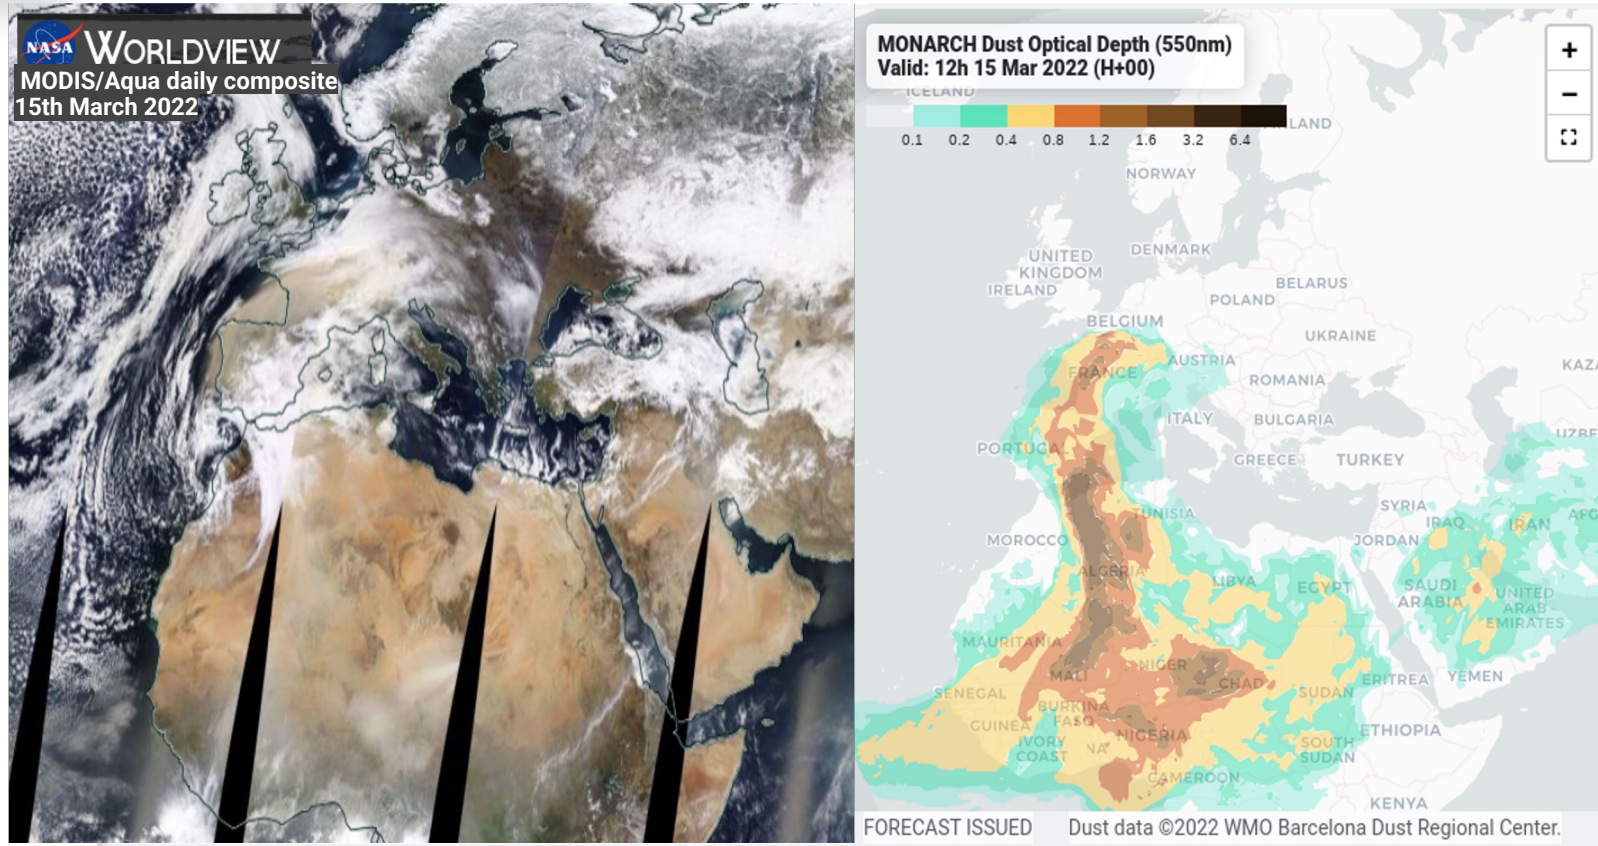 NASA WORLDVIEW
MODIS/Aqua daily composite
15th March 2022
MONARCH Dust Optical Depth (550nm)
Valid: 12h 15 Mar 2022 (H+00)
+
−
ICELAND
0.1 0.2 0.4 0.8 1.2 1.6 3.2 6.4
NORWAY
DENMARK
UNITED
KINGDOM
IRELAND
BELARUS
POLAND
BELGIUM
UKRAINE
AUSTRIA
FRANCE
ROMANIA
ITALY
BULGARIA
PORTUGAL
GREECE
TURKEY
SYRIA
TUNISIA
IRAQ
IRAN
MOROCCO
JORDAN
ALGERIA
LIBYA
EGYPT
SAUDI
ARABIA
UNITED
ARAB
EMIRATES
MAURITANIA
NIGER
MALI
CHAD
ERITREA
YEMEN
SENEGAL
SUDAN
BURKINA
FASO
GUINEA
NIGERIA
ETHIOPIA
IVORY
COAST
SOUTH
SUDAN
CAMEROON
KENYA
FORECAST ISSUED
Dust data ©2022 WMO Barcelona Dust Regional Center.